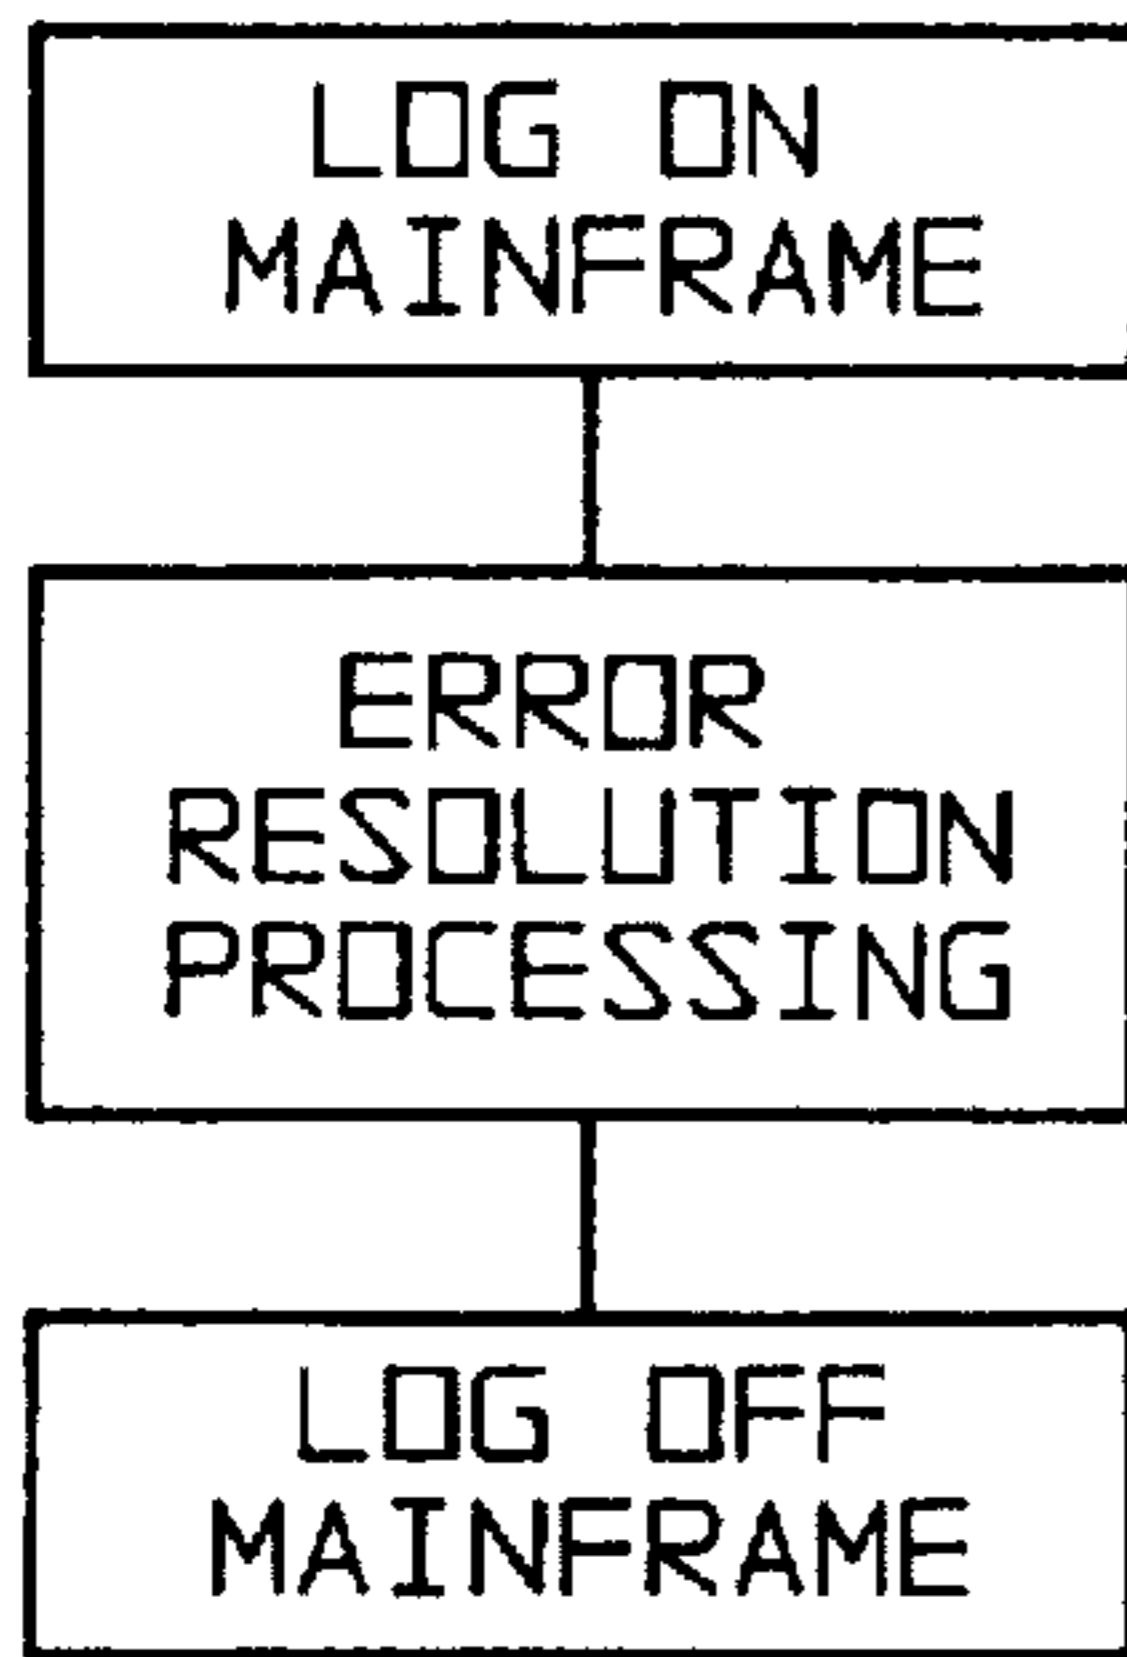 LOG ON
MAINFRAME
ERROR
RESOLUTION
PROCESSING
LOG OFF
MAINFRAME